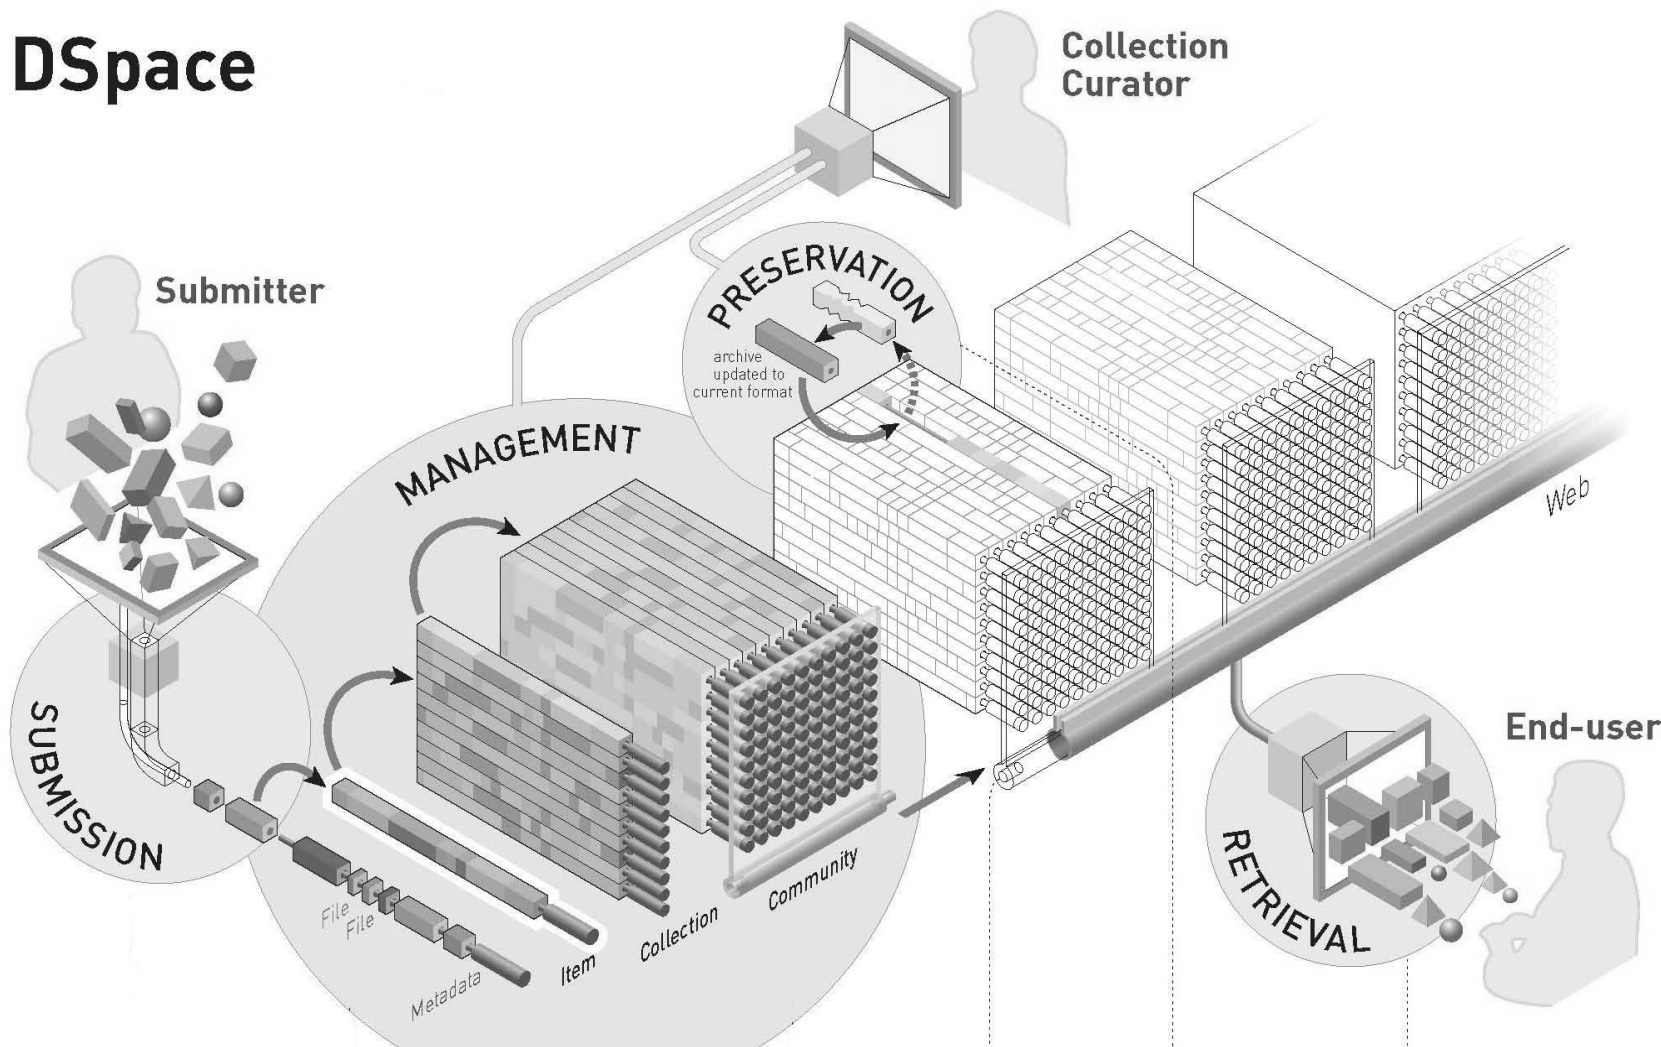 DSpace
Collection
Curator
Submitter
PRESERVATION
archive
updated to
current format
MANAGEMENT
Web
SUBMISSION
End-user
RETRIEVAL
File
File
Metadata
Item
Collection
Community